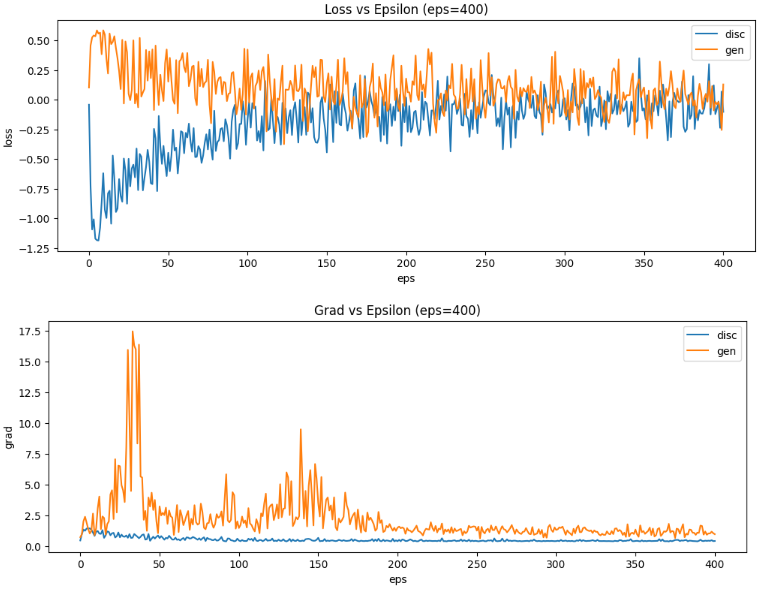 Loss vs Epsilon (eps=400)
0.50
0.25
0.00
−0.25
−0.50
−0.75
−1.00
−1.25
loss
disc
gen
0 50 100 150 200 250 300 350 400
eps
Grad vs Epsilon (eps=400)
17.5
15.0
12.5
10.0
7.5
5.0
2.5
0.0
grad
disc
gen
0 50 100 150 200 250 300 350 400
eps